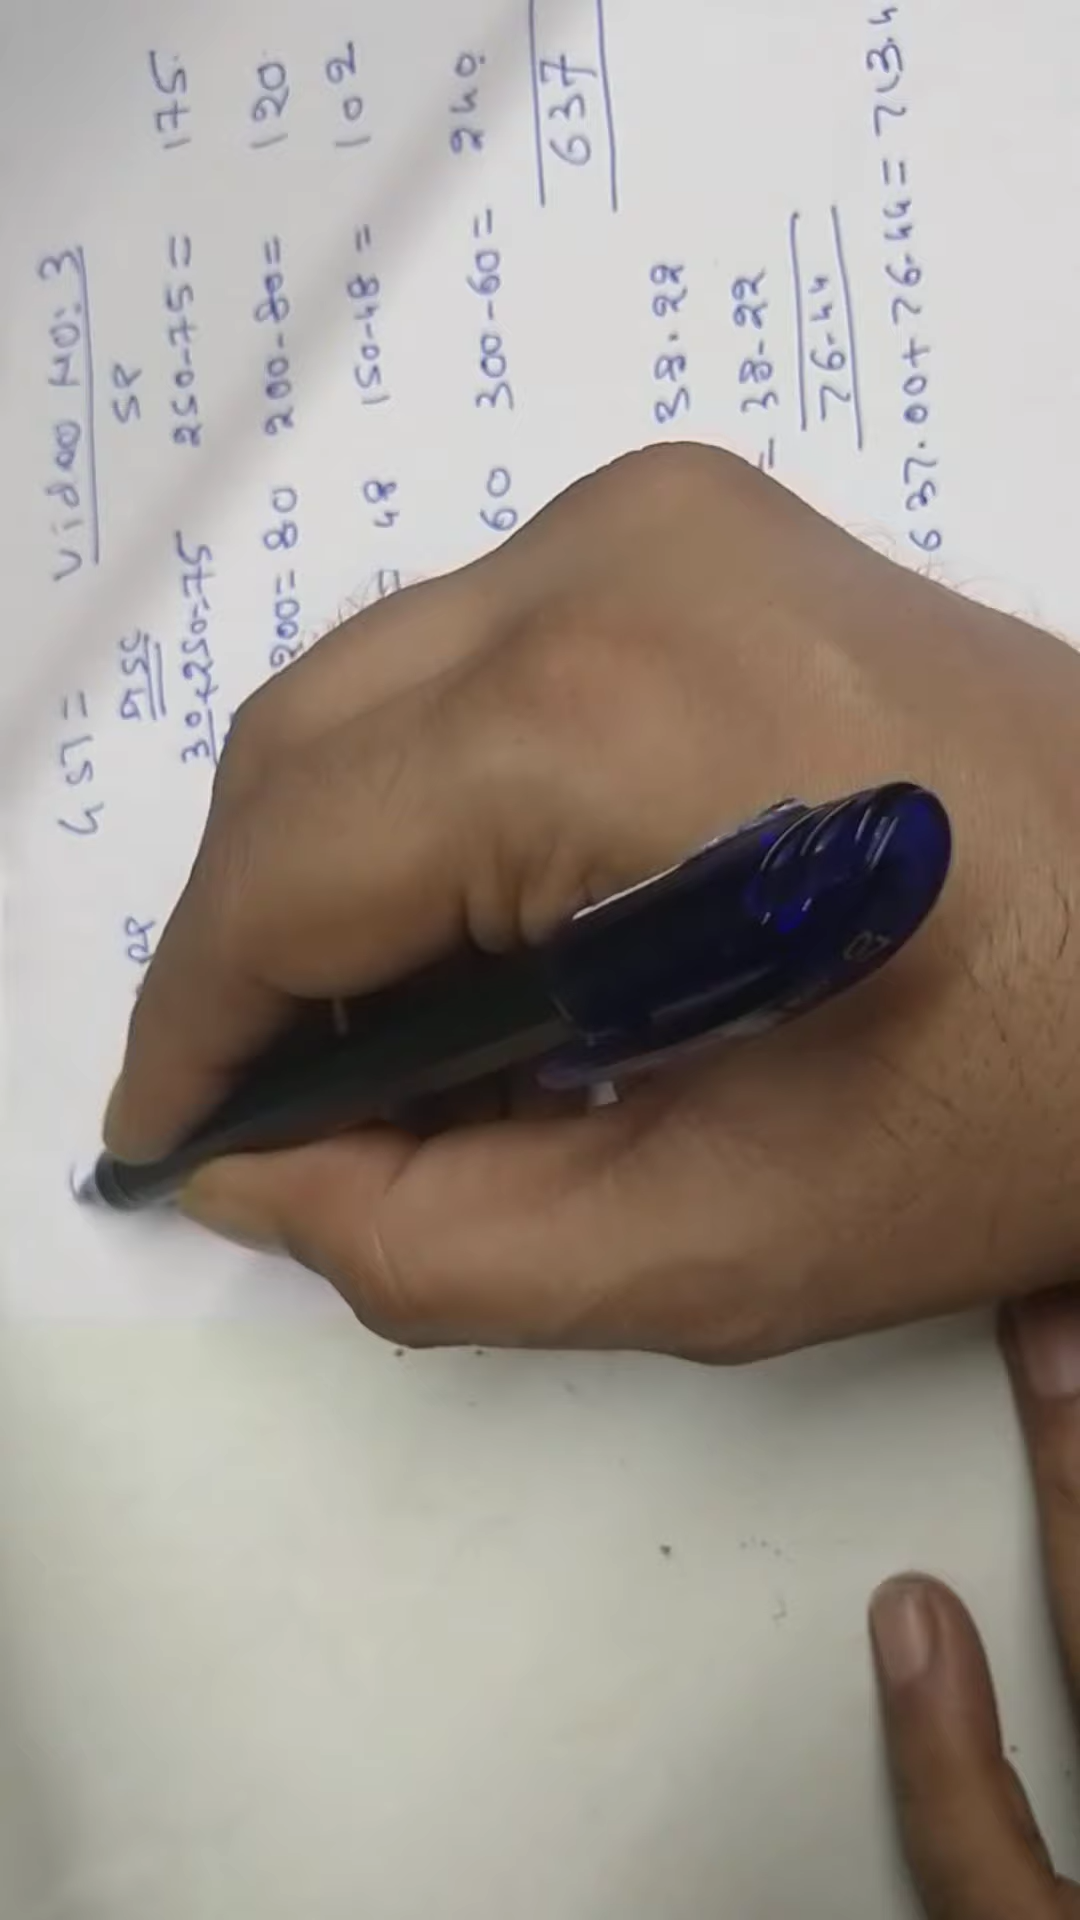 GST = Video NO: 3
RP DISC SP
30 × 250 = 75 250-75 = 175
200 = 80 200-80 = 120
= 48 150-48 = 102
60 300-60 = 240
637
38.22
= 38-22
76-44
637.00+76-44 = 713.4